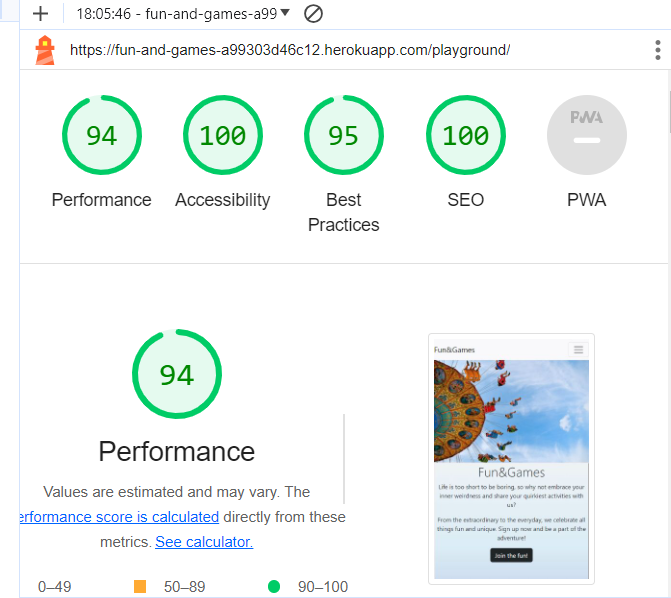 18:05:46 - fun-and-games-a99
https://fun-and-games-a99303d46c12.herokuapp.com/playground/
94 100 95 100 PWA
Performance Accessibility Best Practices SEO PWA
94
Performance
Values are estimated and may vary. The
erformance score is calculated directly from these
metrics. See calculator.
0–49 50–89 90–100
Fun&Games
Fun&Games
Life is too short to be boring, so why not embrace your
inner weirdness and share your quirkiest activities with
us?
From the extraordinary to the everyday, we celebrate all
things fun and unique. Sign up now and be a part of the
adventure!
Join the fun!